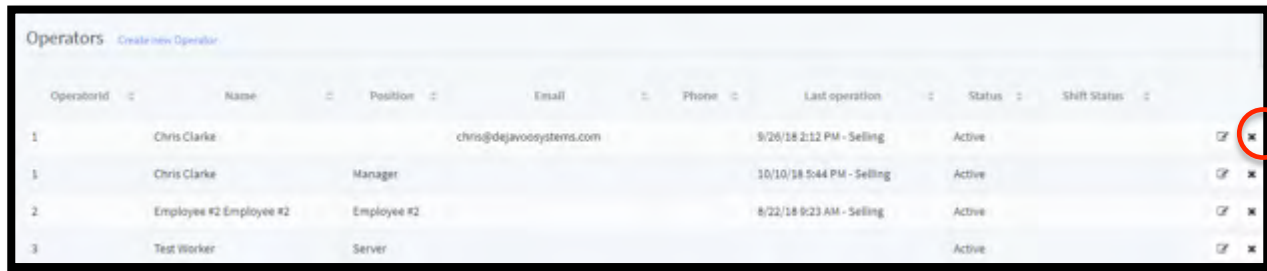 Operators Create new Operator
OperatorId Name Position Email Phone Last operation Status Shift Status
1 Chris Clarke chris@dejavoosystems.com 9/26/18 2:12 PM - Selling Active
1 Chris Clarke Manager 10/10/18 5:44 PM - Selling Active
2 Employee #2 Employee #2 Employee #2 8/22/18 9:23 AM - Selling Active
3 Test Worker Server Active